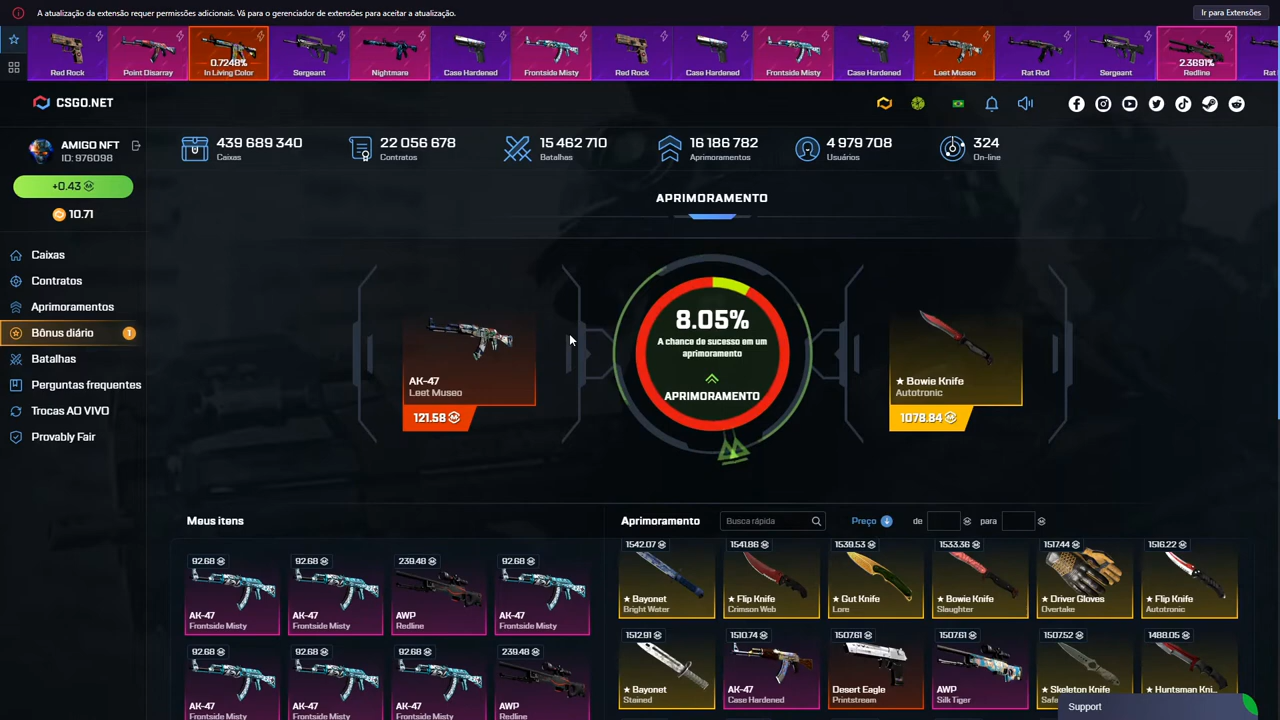 A atualização da extensão requer permissões adicionais. Vá para o gerenciador de extensões para aceitar a atualização.
Ir para Extensões
Red Rock
Point Disarray
0.7248%
In Living Color
Sergeant
Nightmare
Case Hardened
Frontside Misty
Red Rock
Case Hardened
Frontside Misty
Case Hardened
Leet Museo
Rat Rod
Sergeant
2.3691%
Redline
Rat
CSGO.NET
AMIGO NFT
ID: 976098
439 689 340
Caixas
22 056 678
Contratos
15 462 710
Batalhas
16 186 782
Aprimoramentos
4 979 708
Usuários
324
On-line
+0.43
10.71
Caixas
Contratos
Aprimoramentos
Bônus diário 1
Batalhas
Perguntas frequentes
Trocas AO VIVO
Provably Fair
APRIMORAMENTO
AK-47
Leet Museo
121.58
8.05%
A chance de sucesso em um
aprimoramento
APRIMORAMENTO
★ Bowie Knife
Autotronic
1078.84
Meus itens
92.68
AK-47
Frontside Misty
92.68
AK-47
Frontside Misty
239.48
AWP
Redline
92.68
AK-47
Frontside Misty
92.68
AK-47
Frontside Misty
92.68
AK-47
Frontside Misty
92.68
AK-47
Frontside Misty
239.48
AWP
Redline
Aprimoramento
Busca rápida
Preço
de
para
1542.07
★ Bayonet
Bright Water
1541.86
★ Flip Knife
Crimson Web
1539.53
★ Gut Knife
Lore
1533.36
★ Bowie Knife
Slaughter
1517.44
★ Driver Gloves
Overtake
1516.22
★ Flip Knife
Autotronic
1512.91
★ Bayonet
Stained
1510.74
AK-47
Case Hardened
1507.61
Desert Eagle
Printstream
1507.61
AWP
Silk Tiger
1507.52
★ Skeleton Knife
1488.05
★ Huntsman Kni...
Support